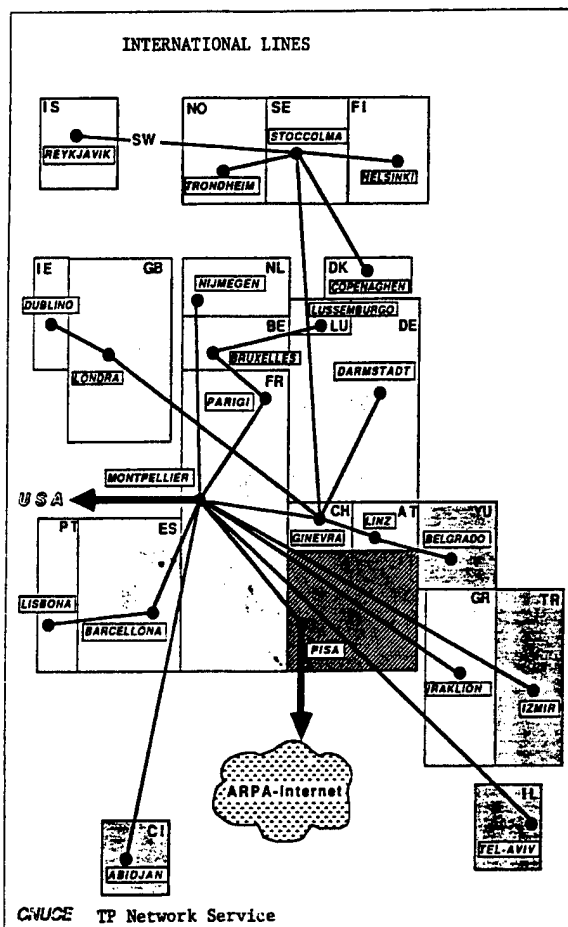 INTERNATIONAL LINES
IS
NO
SE
FI
SW
STOCCOLMA
REYKJAVIK
TRONDHEIM
HELSINKI
IE
GB
NL
DK
NIJMEGEN
COPENAGHEN
DUBLINO
LUSSEMBURGO
BE
LU
DE
BRUXELLES
LONDRA
DARMSTADT
FR
PARIGI
MONTPELLIER
USA
CH
AT
YU
LINZ
PT
ES
GINEVRA
BELGRADO
GR
TR
LISBONA
BARCELLONA
PISA
IRAKLION
IZMIR
ARPA-Internet
IL
CI
TEL-AVIV
ABIDJAN
CNUCE TP Network Service